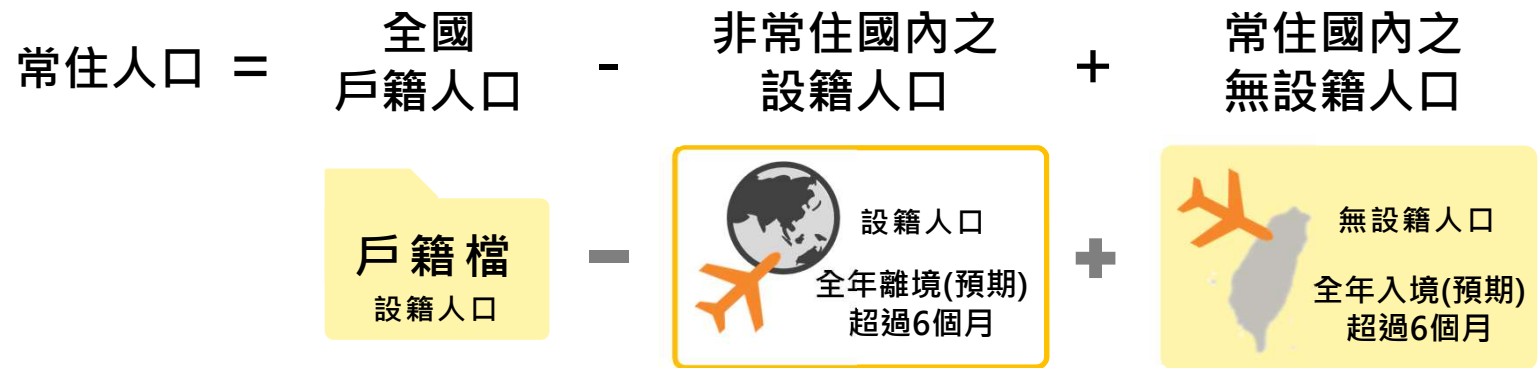 常住人口 = 全國戶籍人口 - 非常住國內之設籍人口 + 常住國內之無設籍人口
戶籍檔
設籍人口
設籍人口
全年離境(預期)
超過6個月
無設籍人口
全年入境(預期)
超過6個月